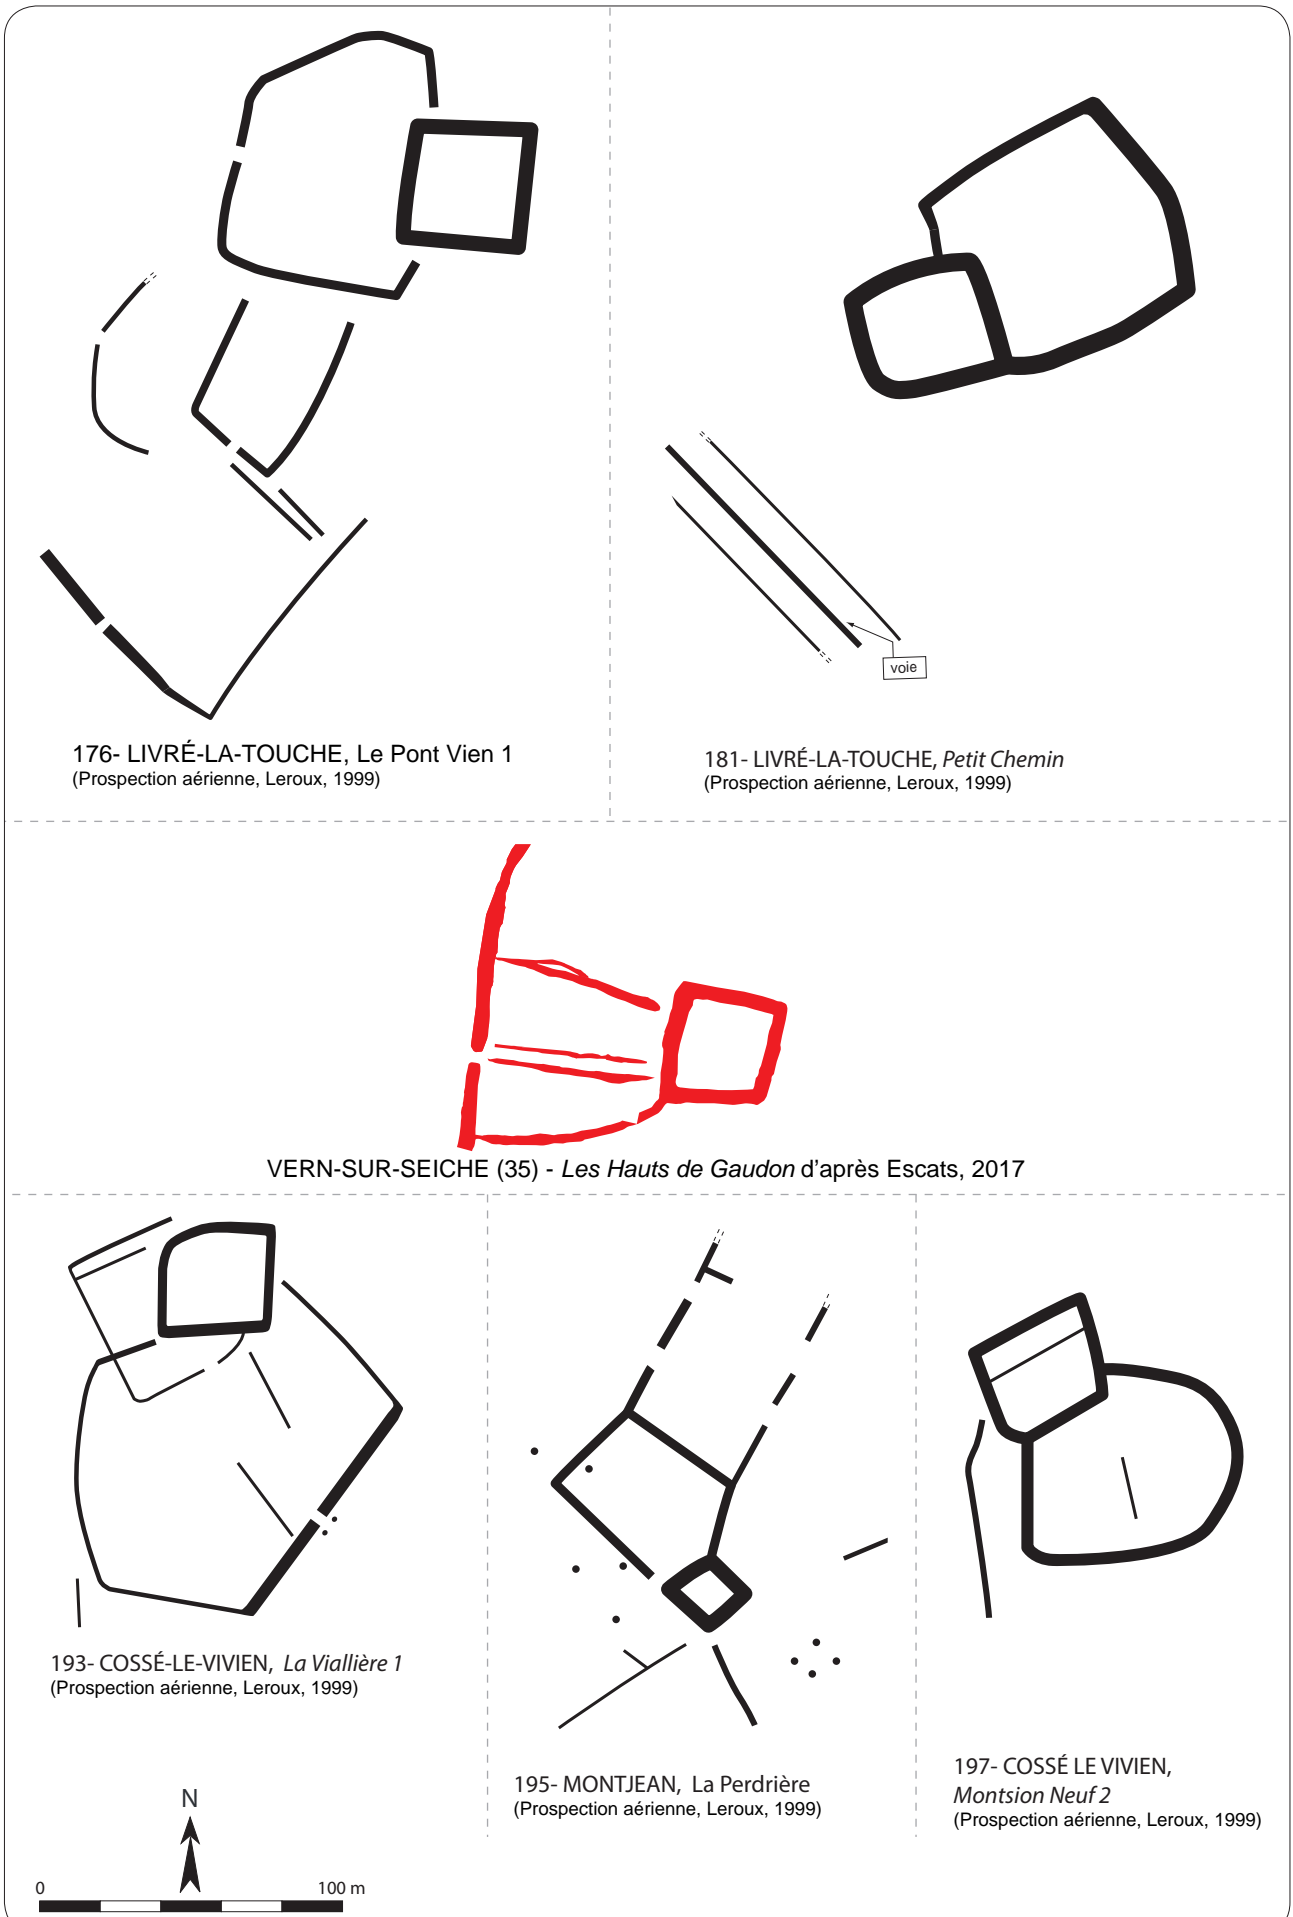 voie
176- LIVRÉ-LA-TOUCHE, Le Pont Vien 1
(Prospection aérienne, Leroux, 1999)
181- LIVRÉ-LA-TOUCHE, Petit Chemin
(Prospection aérienne, Leroux, 1999)
VERN-SUR-SEICHE (35) - Les Hauts de Gaudon d'après Escats, 2017
193- COSSÉ-LE-VIVIEN, La Viallière 1
(Prospection aérienne, Leroux, 1999)
195- MONTJEAN, La Perdrière
(Prospection aérienne, Leroux, 1999)
197- COSSÉ LE VIVIEN,
Montsion Neuf 2
(Prospection aérienne, Leroux, 1999)
N
0 100 m